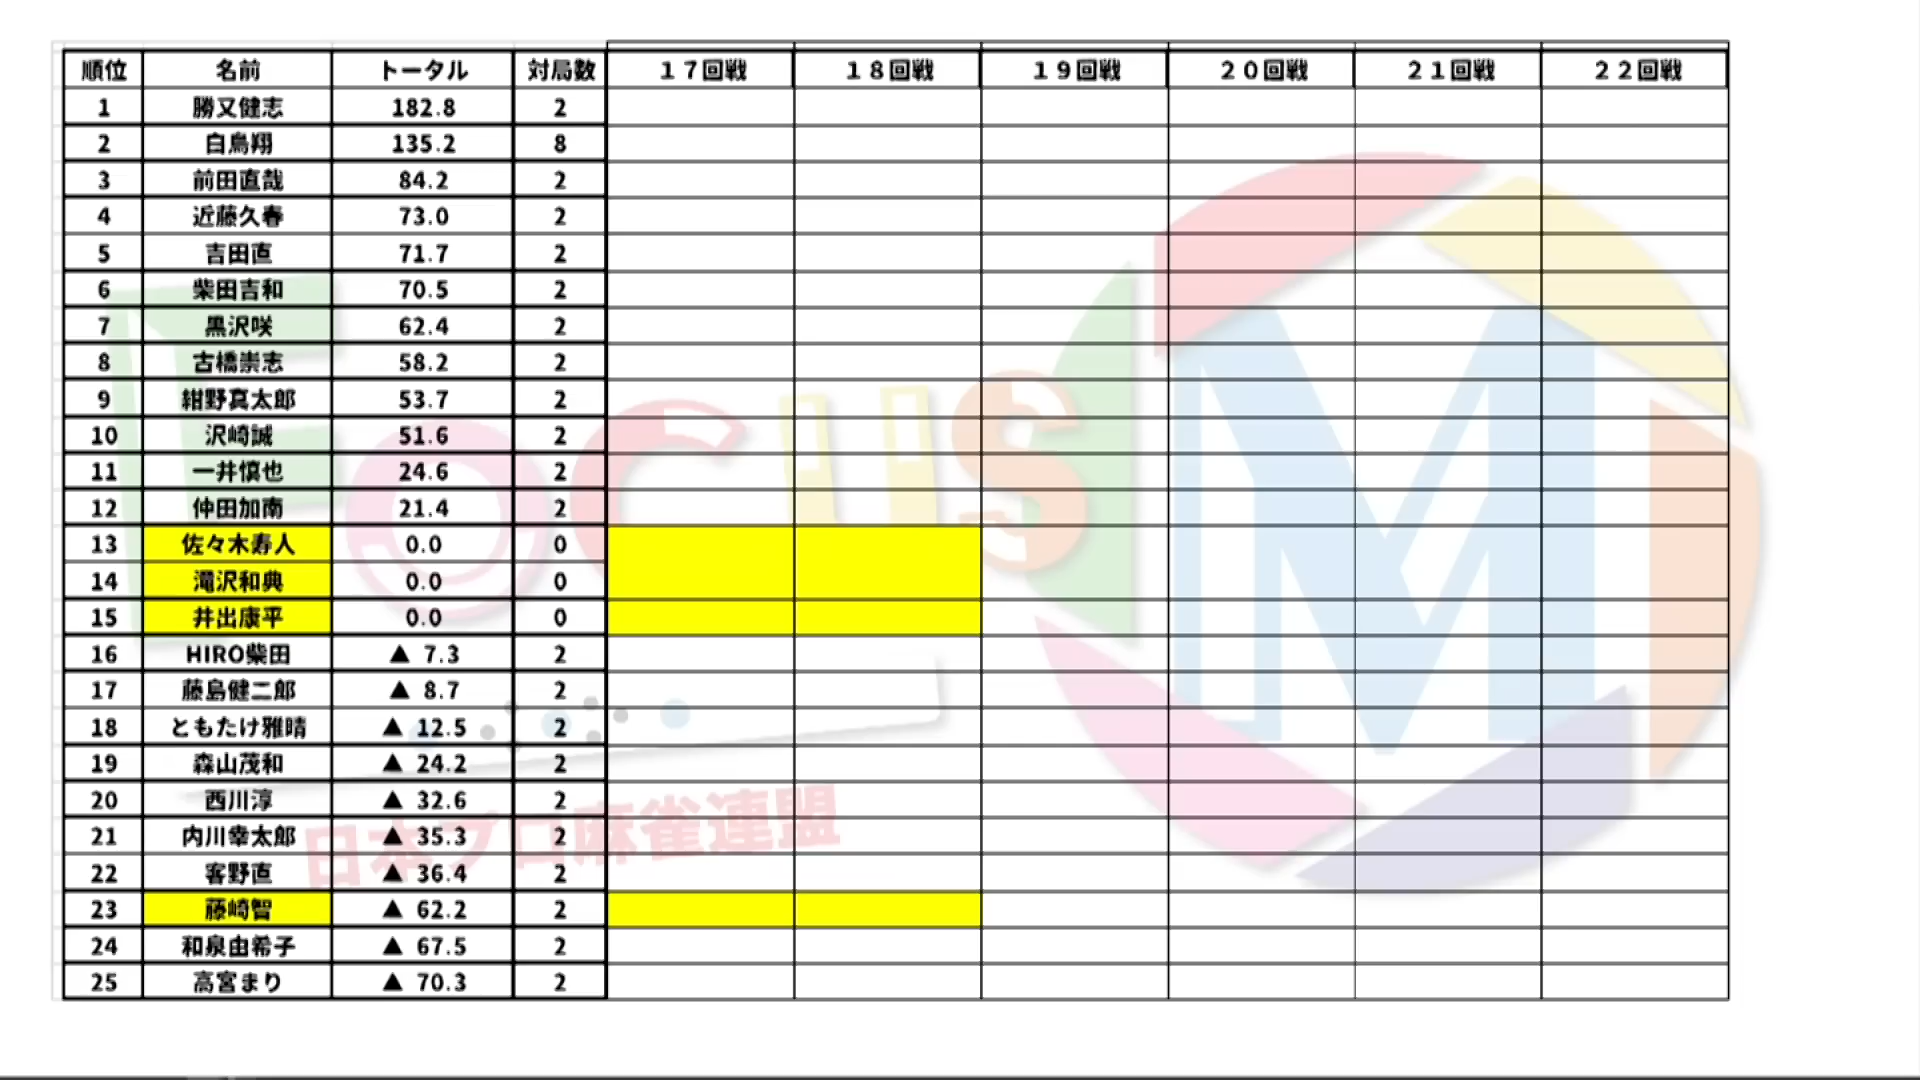 順位 名前 トータル 対局数 17回戦 18回戦 19回戦 20回戦 21回戦 22回戦
1 勝又健志 182.8 2
2 白鳥翔 135.2 8
3 前田直哉 84.2 2
4 近藤久春 73.0 2
5 吉田直 71.7 2
6 柴田吉和 70.5 2
7 黒沢咲 62.4 2
8 古橋崇志 58.2 2
9 紺野真太郎 53.7 2
10 沢崎誠 51.6 2
11 一井慎也 24.6 2
12 仲田加南 21.4 2
13 佐々木寿人 0.0 0
14 滝沢和典 0.0 0
15 井出康平 0.0 0
16 HIRO柴田 ▲ 7.3 2
17 藤島健二郎 ▲ 8.7 2
18 ともたけ雅晴 ▲ 12.5 2
19 森山茂和 ▲ 24.2 2
20 西川淳 ▲ 32.6 2
21 内川幸太郎 ▲ 35.3 2
22 客野直 ▲ 36.4 2
23 藤崎智 ▲ 62.2 2
24 和泉由希子 ▲ 67.5 2
25 高宮まり ▲ 70.3 2
FOCUS M
日本プロ麻雀連盟